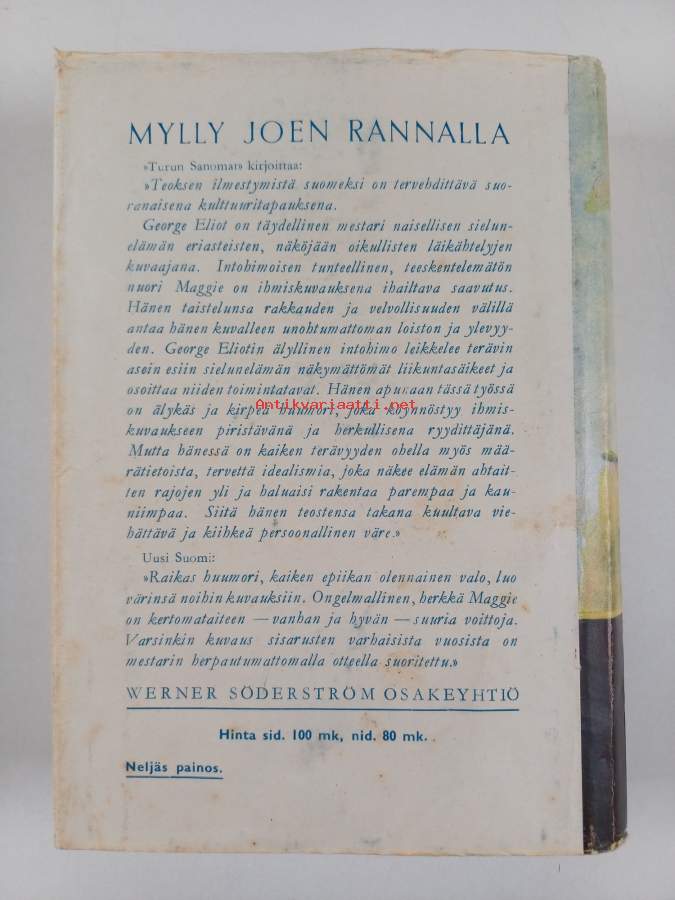 MYLLY JOEN RANNALLA
»Turun Sanomat» kirjoittaa:
»Teoksen ilmestymistä suomeksi on tervehdittävä suo-
ranaisena kulttuuritapauksena.
George Eliot on täydellinen mestari naisellisen sielun-
elämän eriasteisten, näköjään oikullisten läikähtelyjen
kuvaajana. Intohimoisen tunteellinen, teeskentelemätön
nuori Maggie on ihmiskuvauksena ihailtava saavutus.
Hänen taistelunsa rakkauden ja velvollisuuden välillä
antaa hänen kuvalleen unohtumattoman loiston ja ylevyy-
den. George Eliotin älyllinen intohimo leikkelee terävin
asein esiin sielunelämän näkymättömät liikuntasäikeet ja
osoittaa niiden toimintatavat. Hänen apunaan tässä työssä
on älykäs ja kirpeä huumori, joka köynnöstyy ihmis-
Antikvariaatti.net
kuvaukseen piristävänä ja herkullisena ryydittäjänä.
Mutta hänessä on kaiken terävyyden ohella myös mää-
rätietoista, tervettä idealismia, joka näkee elämän ahtait-
ten rajojen yli ja haluaisi rakentaa parempaa ja kau-
niimpaa. Siitä hänen teostensa takana kuultava vie-
hättävä ja kiihkeä persoonallinen väre.»
Uusi Suomi:
»Raikas huumori, kaiken epiikan olennainen valo, luo
värinsä noihin kuvauksiin. Ongelmallinen, herkkä Maggie
on kertomataiteen — vanhan ja hyvän — suuria voittoja.
Varsinkin kuvaus sisarusten varhaisista vuosista on
mestarin herpautumattomalla otteella suoritettu.»
WERNER SÖDERSTRÖM OSAKEYHTIÖ
Hinta sid. 100 mk, nid. 80 mk.
Neljäs painos.